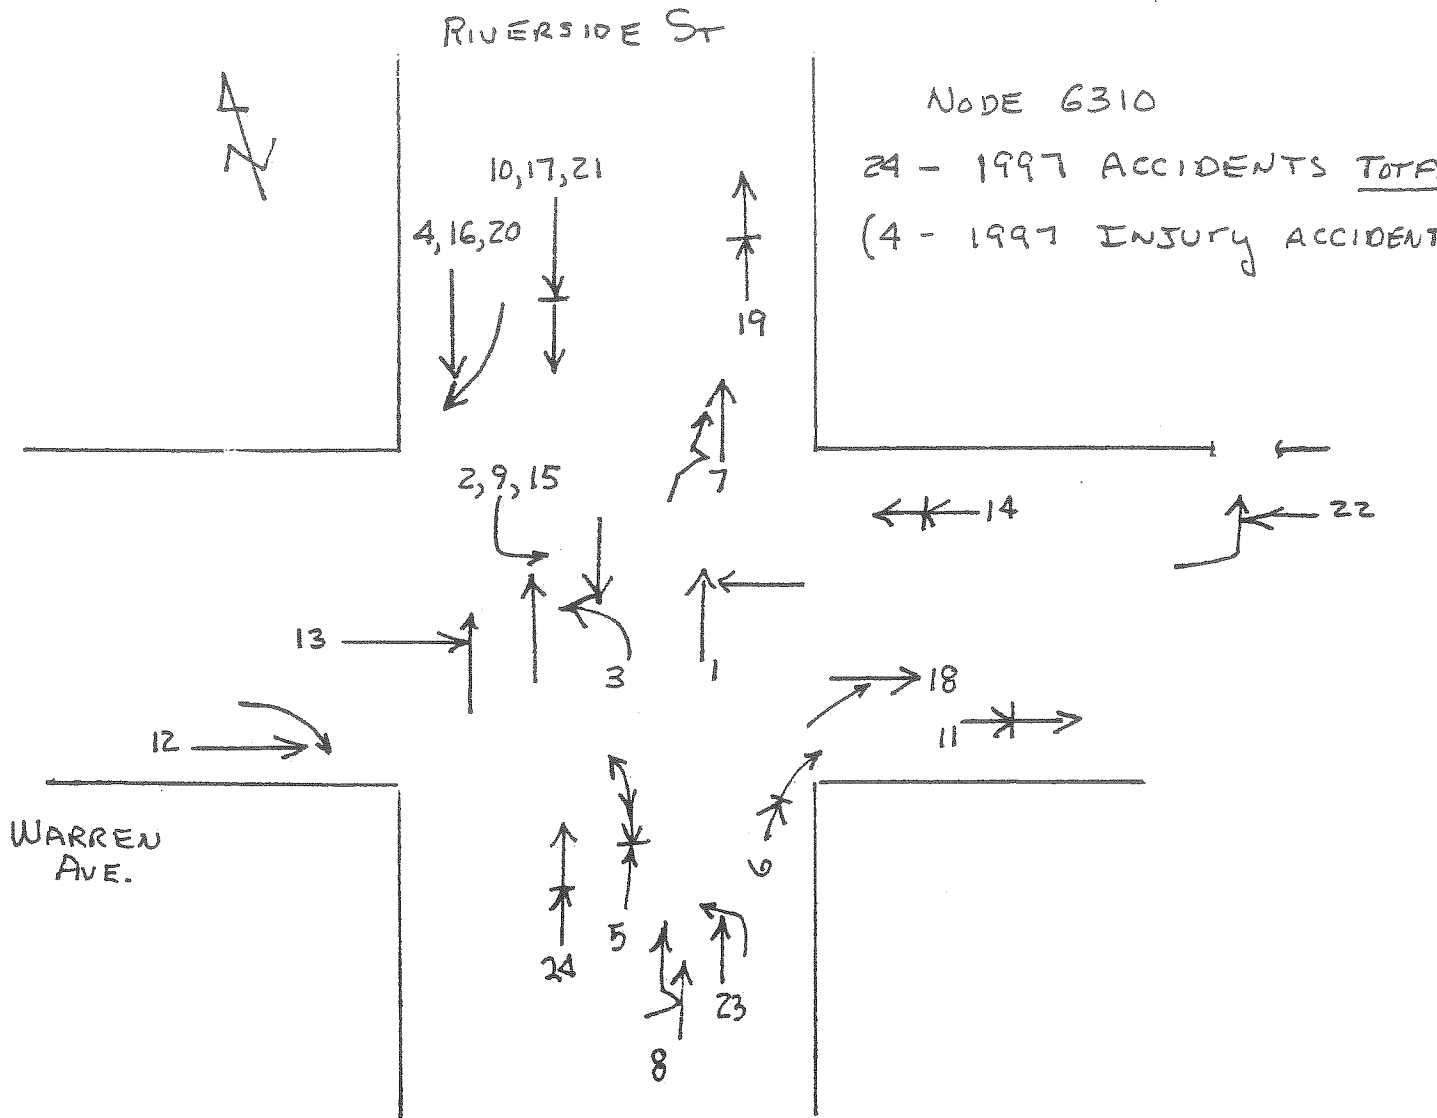 RIVERSIDE ST
NODE 6310
24 - 1997 ACCIDENTS
(4 - 1997 INJURY ACCIDENT
N
10,17,21
4,16,20
19
2,9,15
7
14
22
13
3
1
18
12
11
WARREN
AVE.
6
5
24
23
8